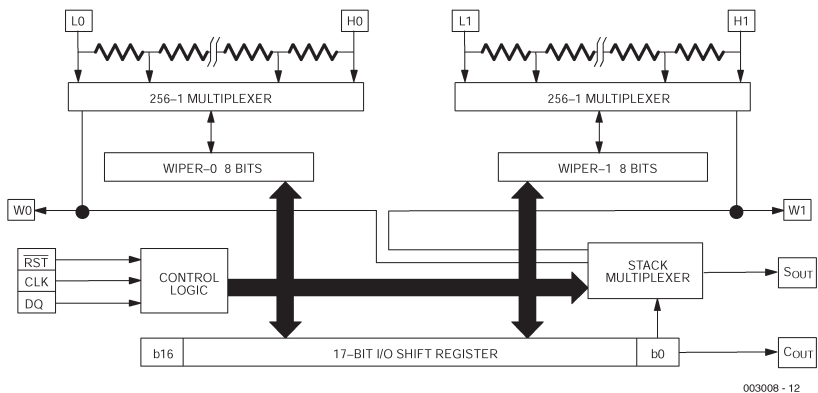 L0 H0 L1 H1
256–1 MULTIPLEXER 256–1 MULTIPLEXER
WIPER–0 8 BITS WIPER–1 8 BITS
W0 W1
RST
CLK
DQ
CONTROL
LOGIC
STACK
MULTIPLEXER
SOUT
b16 17–BIT I/O SHIFT REGISTER b0
COUT
003008 - 12